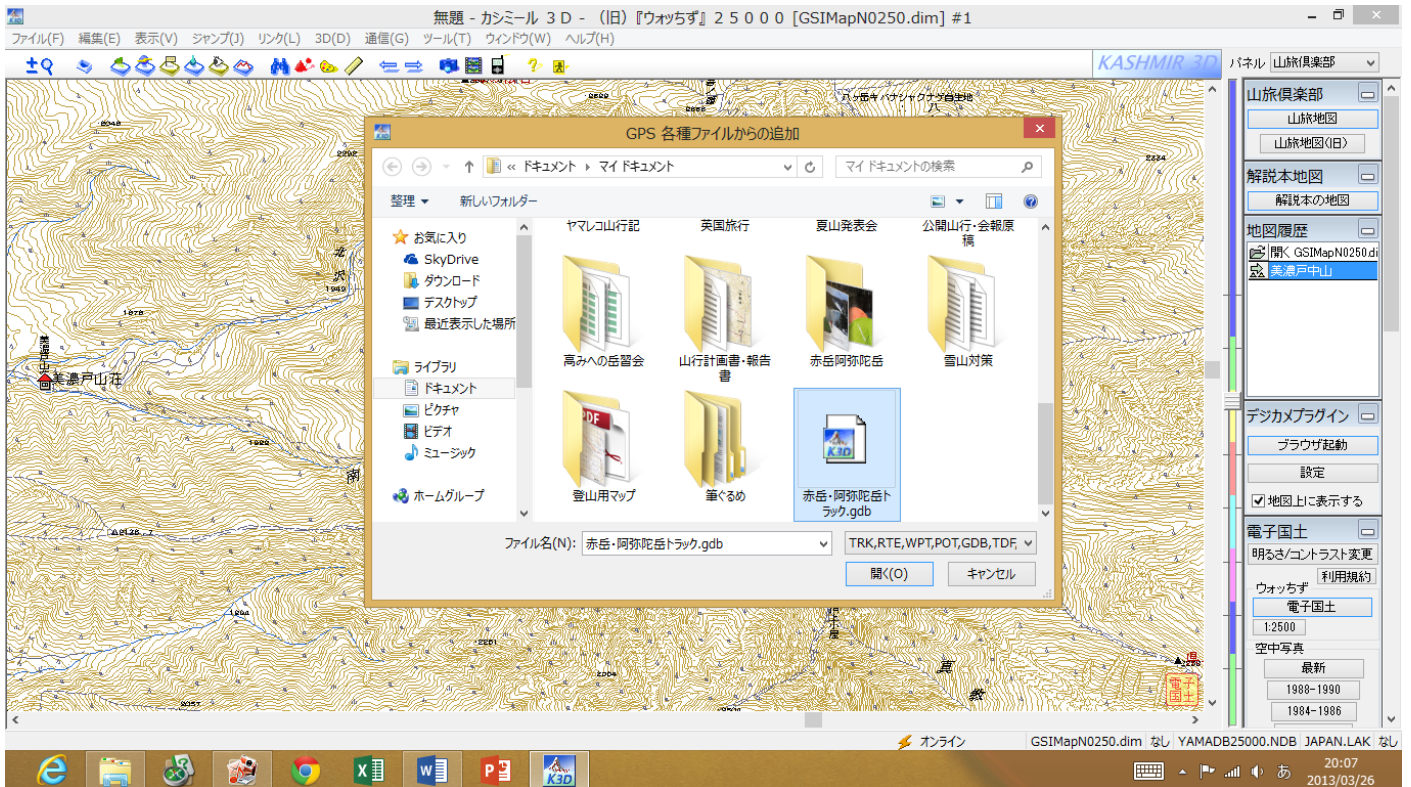 無題 - カシミール 3D - （旧）『ウォッちず』２５０００ [GSIMapN0250.dim] #1
ファイル(F) 編集(E) 表示(V) ジャンプ(J) リンク(L) 3D(D) 通信(G) ツール(T) ウィンドウ(W) ヘルプ(H)
KASHMIR 3D
パネル 山旅倶楽部
山旅倶楽部
山旅地図
山旅地図(旧)
解説本地図
解説本の地図
地図履歴
開く GSIMapN0250.di
美濃戸中山
デジカメプラグイン
ブラウザ起動
設定
地図上に表示する
電子国土
明るさ/コントラスト変更
利用規約
ウォッちず
電子国土
1:2500
空中写真
最新
1988-1990
1984-1986
GPS 各種ファイルからの追加
« ドキュメント マイ ドキュメント
マイ ドキュメントの検索
整理 新しいフォルダー
お気に入り
SkyDrive
ダウンロード
デスクトップ
最近表示した場所
ライブラリ
ドキュメント
ピクチャ
ビデオ
ミュージック
ホームグループ
ヤマレコ山行記
英国旅行
夏山発表会
公開山行・会報原
稿
高みへの岳習会
山行計画書・報告
書
赤岳阿弥陀岳
雪山対策
PDF
登山用マップ
筆ぐるめ
K3D
赤岳・阿弥陀岳ト
ラック.gdb
ファイル名(N): 赤岳・阿弥陀岳トラック.gdb
TRK,RTE,WPT,POT,GDB,TDF,
開く(O) キャンセル
北
沢
1949
2292
2234
1878
美濃戸山荘
南
真
教
2201
2004
電子
国土
オンライン
GSIMapN0250.dim なし YAMADB25000.NDB JAPAN.LAK なし
K3D
あ
20:07
2013/03/26